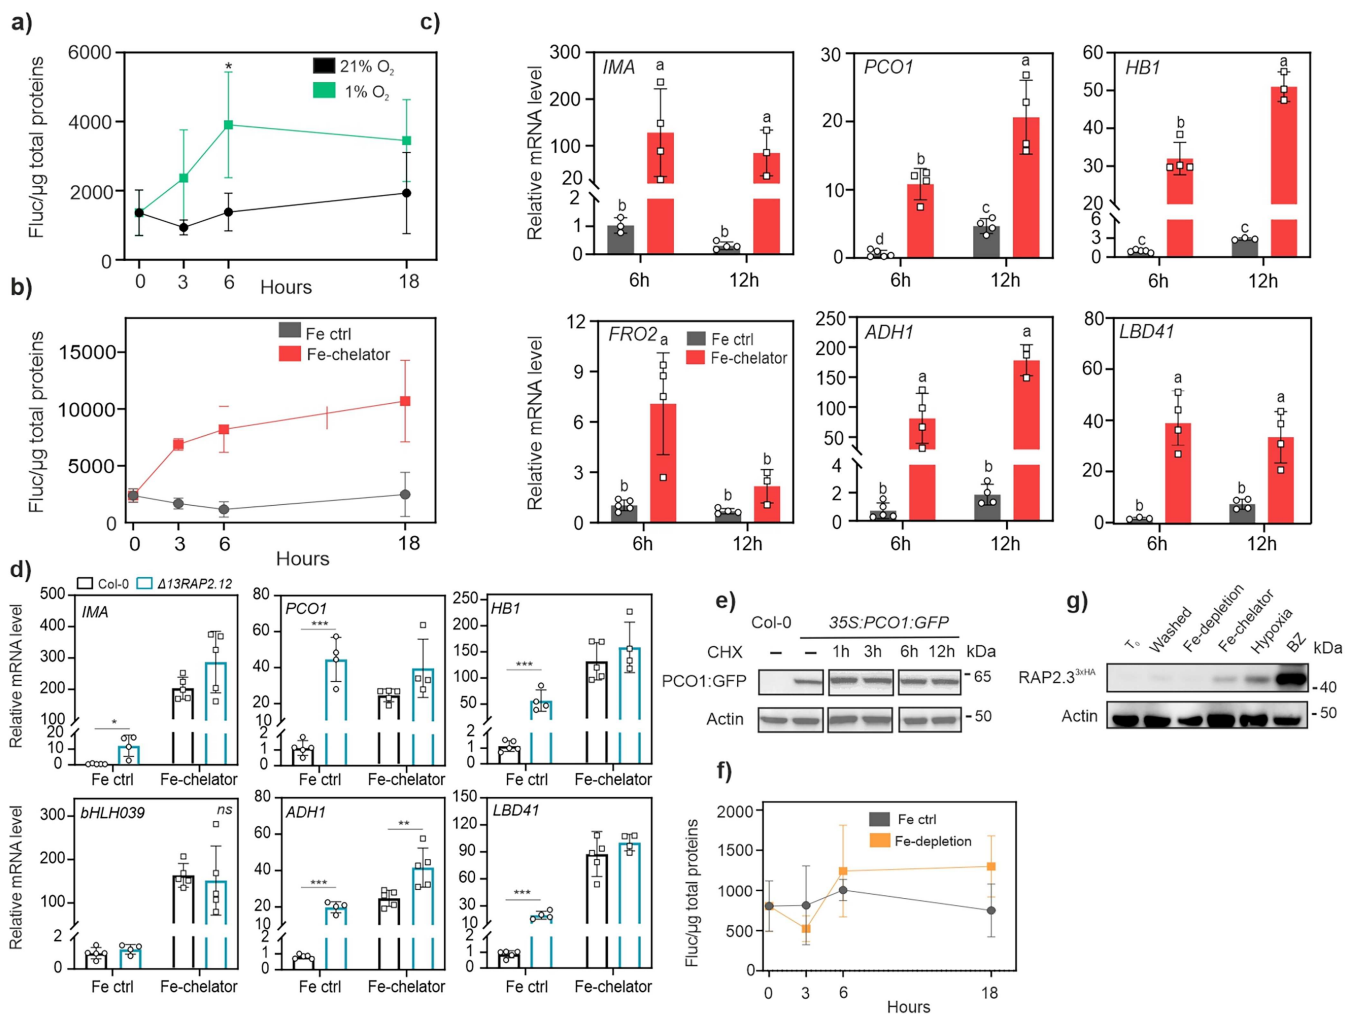 a)
Fluc/µg total proteins
6000
4000
2000
0
*
21% O2
1% O2
0 3 6 18
Hours
b)
Fluc/µg total proteins
15000
10000
5000
0
Fe ctrl
Fe-chelator
0 3 6 18
Hours
c)
Relative mRNA level
IMA
300
200
100
20
2
1
0
b a b a
6h 12h
PCO1
30
20
10
0
d b c a
6h 12h
HB1
60
50
40
30
20
6
3
0
c b c a
6h 12h
Relative mRNA level
FRO2
12
9
6
3
0
Fe ctrl
Fe-chelator
b a b b
6h 12h
ADH1
250
200
150
100
50
4
2
0
b a b a
6h 12h
LBD41
80
60
40
20
0
b a b a
6h 12h
d)
Col-0 Δ13RAP2.12
Relative mRNA level
IMA
500
400
300
200
100
20
10
0
*
Fe ctrl Fe-chelator
PCO1
80
60
40
20
10
2
1
0
***
Fe ctrl Fe-chelator
HB1
250
200
150
100
50
2
1
0
***
Fe ctrl Fe-chelator
Relative mRNA level
bHLH039
ns
300
200
100
2
1
0
Fe ctrl Fe-chelator
ADH1
80
60
40
20
2
1
0
***
**
Fe ctrl Fe-chelator
LBD41
150
120
90
60
30
10
2
1
0
***
Fe ctrl Fe-chelator
e)
Col-0 35S:PCO1:GFP
CHX – – 1h 3h 6h 12h kDa
PCO1:GFP - 65
Actin - 50
f)
Fluc/µg total proteins
2000
1500
1000
500
0
Fe ctrl
Fe-depletion
0 3 6 18
Hours
g)
T0 Washed Fe-depletion Fe-chelator Hypoxia BZ kDa
RAP2.3 3xHA - 40
Actin - 50